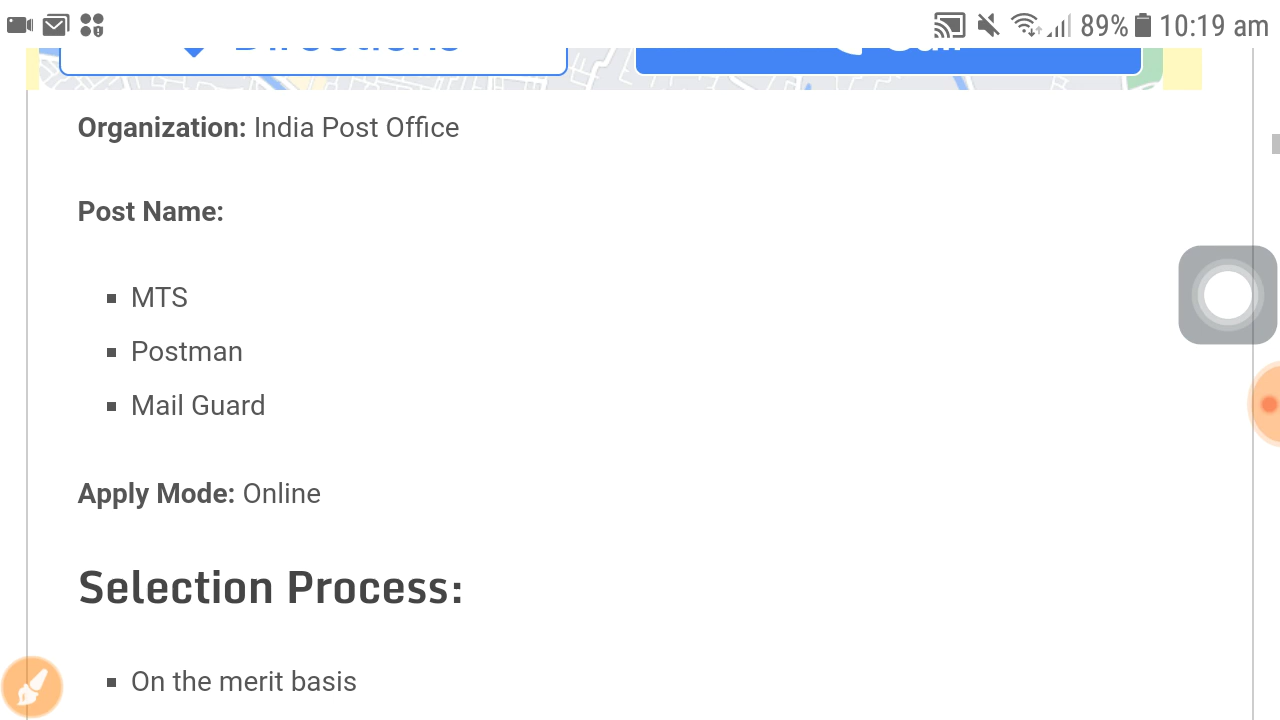 89% 10:19 am
Organization: India Post Office
Post Name:
MTS
Postman
Mail Guard
Apply Mode: Online
Selection Process:
On the merit basis